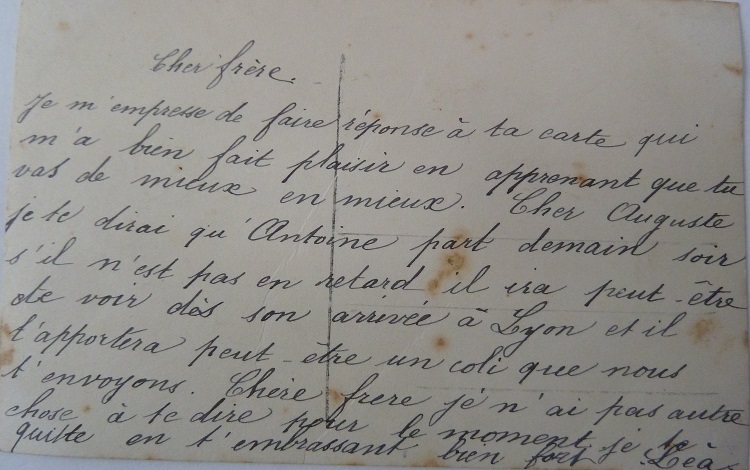 Cher frère.
Je m'empresse de faire réponse à ta carte qui
m'a bien fait plaisir en apprenant que tu
vas de mieux en mieux. Cher Auguste
je te dirai qu'Antoine part demain soir
s'il n'est pas en retard il ira peut-être
te voir dès son arrivée à Lyon et il
t'apportera peut-être un coli que nous
t'envoyons. Chère frere je n'ai pas autre
chose à te dire pour le moment je te
quitte en t'embrassant bien fort Léa